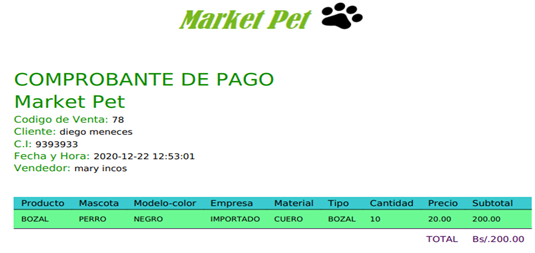 Market Pet
COMPROBANTE DE PAGO
Market Pet
Codigo de Venta: 78
Cliente: diego meneces
C.I: 9393933
Fecha y Hora: 2020-12-22 12:53:01
Vendedor: mary incos
Producto Mascota Modelo-color Empresa Material Tipo Cantidad Precio Subtotal
BOZAL PERRO NEGRO IMPORTADO CUERO BOZAL 10 20.00 200.00
TOTAL Bs/.200.00